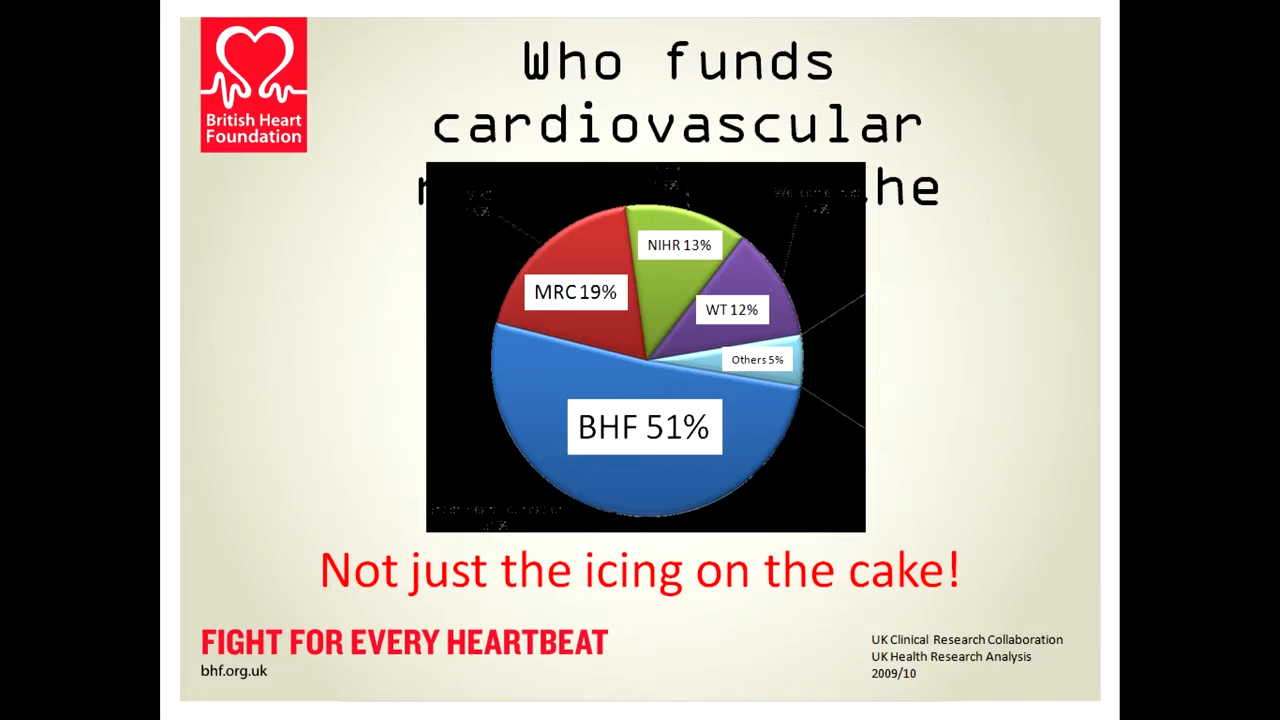 British Heart
Foundation
Who funds
cardiovascular
he
NIHR 13%
MRC 19%
WT 12%
Others 5%
BHF 51%
Not just the icing on the cake!
FIGHT FOR EVERY HEARTBEAT
bhf.org.uk
UK Clinical Research Collaboration
UK Health Research Analysis
2009/10